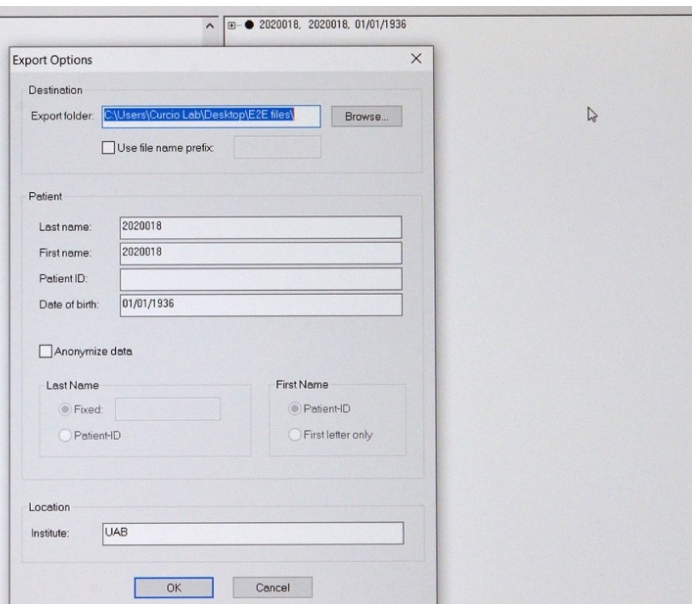 2020018, 2020018, 01/01/1936
Export Options
Destination
Export folder: C:\Users\Curcio Lab\Desktop\E2E files\ Browse...
Use file name prefix:
Patient
Last name: 2020018
First name: 2020018
Patient ID:
Date of birth: 01/01/1936
Anonymize data
Last Name First Name
Fixed: Patient-ID
Patient-ID First letter only
Location
Institute: UAB
OK Cancel